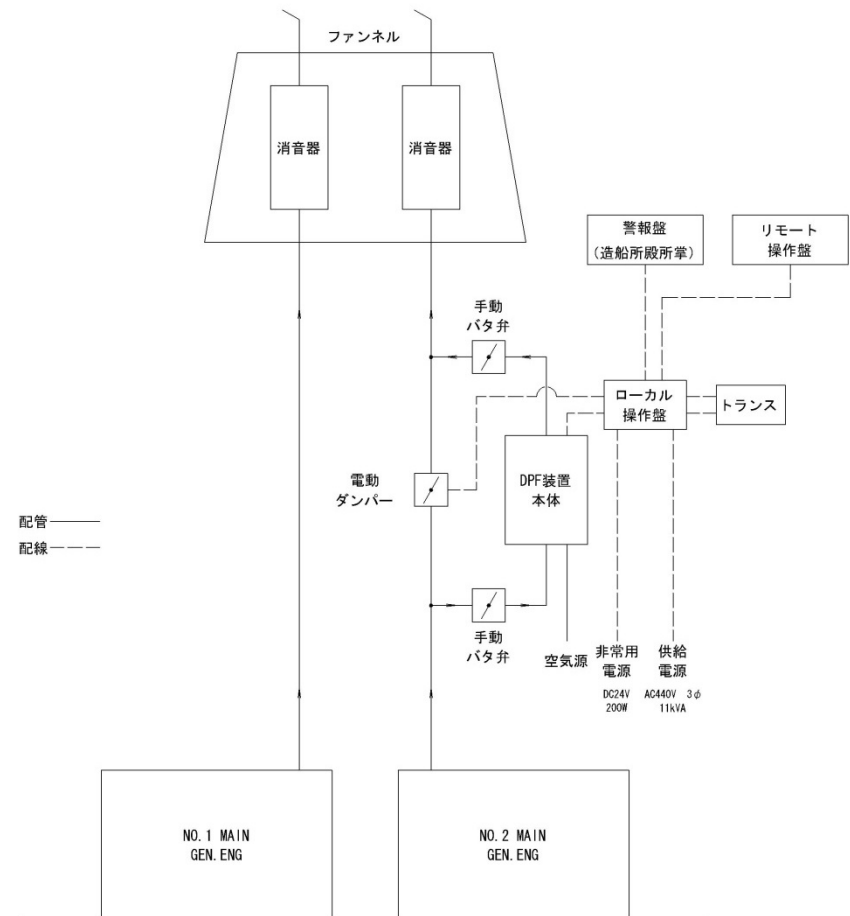 ファンネル
消音器
消音器
警報盤
(造船所殿所掌)
リモート
操作盤
手動
バタ弁
ローカル
操作盤
トランス
電動
ダンパー
DPF装置
本体
配管
配線
手動
バタ弁
空気源
非常用
電源
DC24V
200W
供給
電源
AC440V 3φ
11kVA
NO.1 MAIN
GEN.ENG
NO.2 MAIN
GEN.ENG